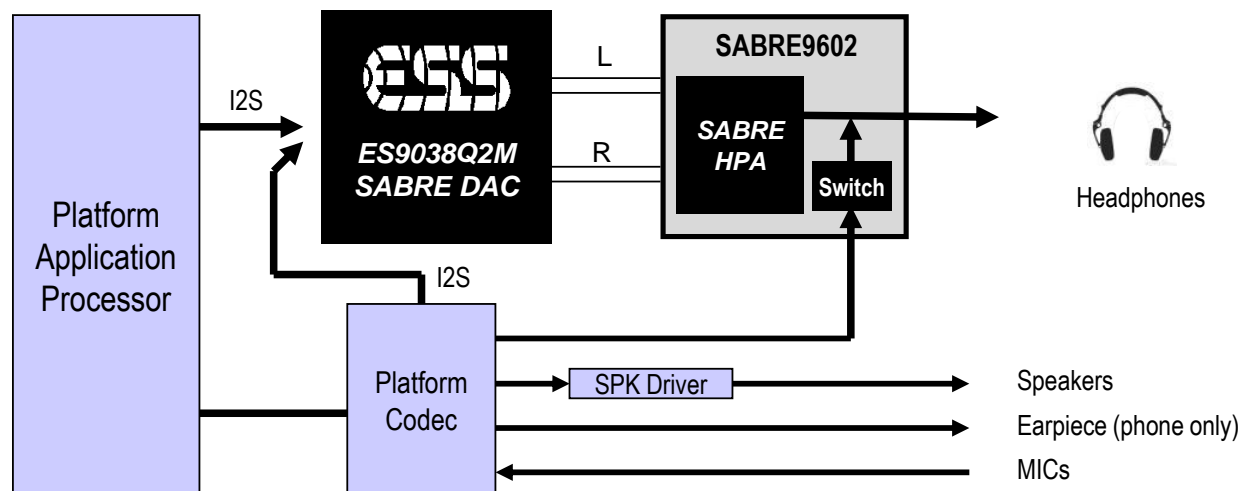 Platform
Application
Processor
I2S
ESS
ES9038Q2M
SABRE DAC
L
R
SABRE9602
SABRE
HPA
Switch
Headphones
I2S
Platform
Codec
SPK Driver
Speakers
Earpiece (phone only)
MICs